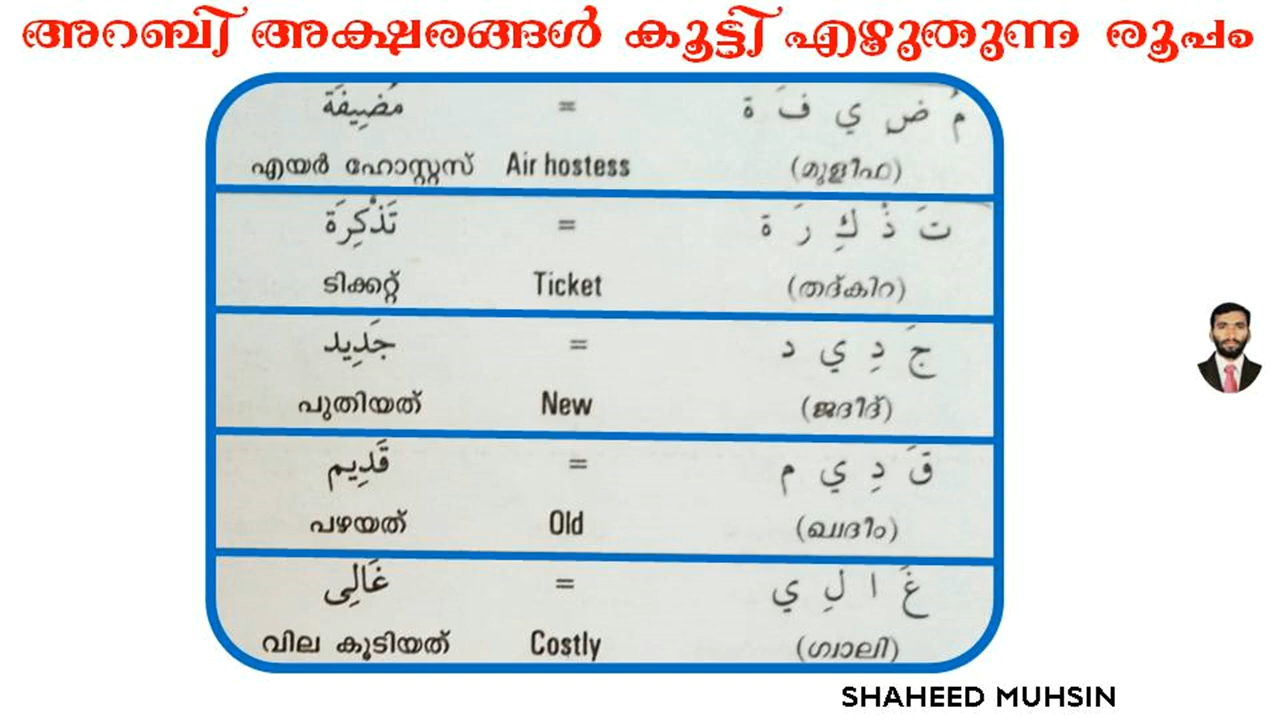 അറബി അക്ഷരങ്ങൾ കൂട്ടി എഴുതുന്ന രൂപം
مُ ضِ ي فَ ة = مُضِيفَة
എയർ ഹോസ്റ്റസ് Air hostess (മുളീഫ)
تَ ذْ كِ رَ ة = تَذْكِرَة
ടിക്കറ്റ് Ticket (തദ്കിറ)
جَ دِ ي د = جَدِيد
പുതിയത് New (ജദീദ്)
قَ دِ ي م = قَدِيم
പഴയത് Old (ഖദീം)
غَ ا لِ ي = غَالِى
വില കൂടിയത് Costly (ഗ്വാലി)
SHAHEED MUHSIN